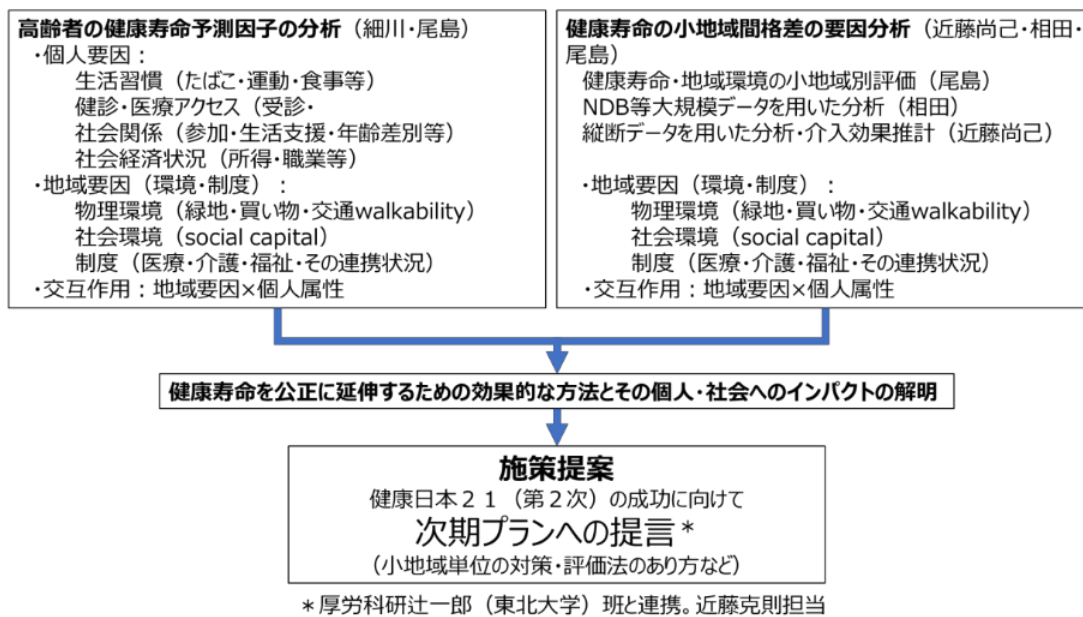 高齢者の健康寿命予測因子の分析（細川・尾島）
・個人要因：
生活習慣（たばこ・運動・食事等）
健診・医療アクセス（受診・
社会関係（参加・生活支援・年齢差別等）
社会経済状況（所得・職業等）
・地域要因（環境・制度）：
物理環境（緑地・買い物・交通walkability）
社会環境（social capital）
制度（医療・介護・福祉・その連携状況）
・交互作用：地域要因×個人属性
健康寿命の小地域間格差の要因分析（近藤尚己・相田・
尾島）
健康寿命・地域環境の小地域別評価（尾島）
NDB等大規模データを用いた分析（相田）
縦断データを用いた分析・介入効果推計（近藤尚己）
・地域要因（環境・制度）：
物理環境（緑地・買い物・交通walkability）
社会環境（social capital）
制度（医療・介護・福祉・その連携状況）
・交互作用：地域要因×個人属性
健康寿命を公正に延伸するための効果的な方法とその個人・社会へのインパクトの解明
施策提案
健康日本２１（第２次）の成功に向けて
次期プランへの提言*
（小地域単位の対策・評価法のあり方など）
*厚労科研辻一郎（東北大学）班と連携。近藤克則担当